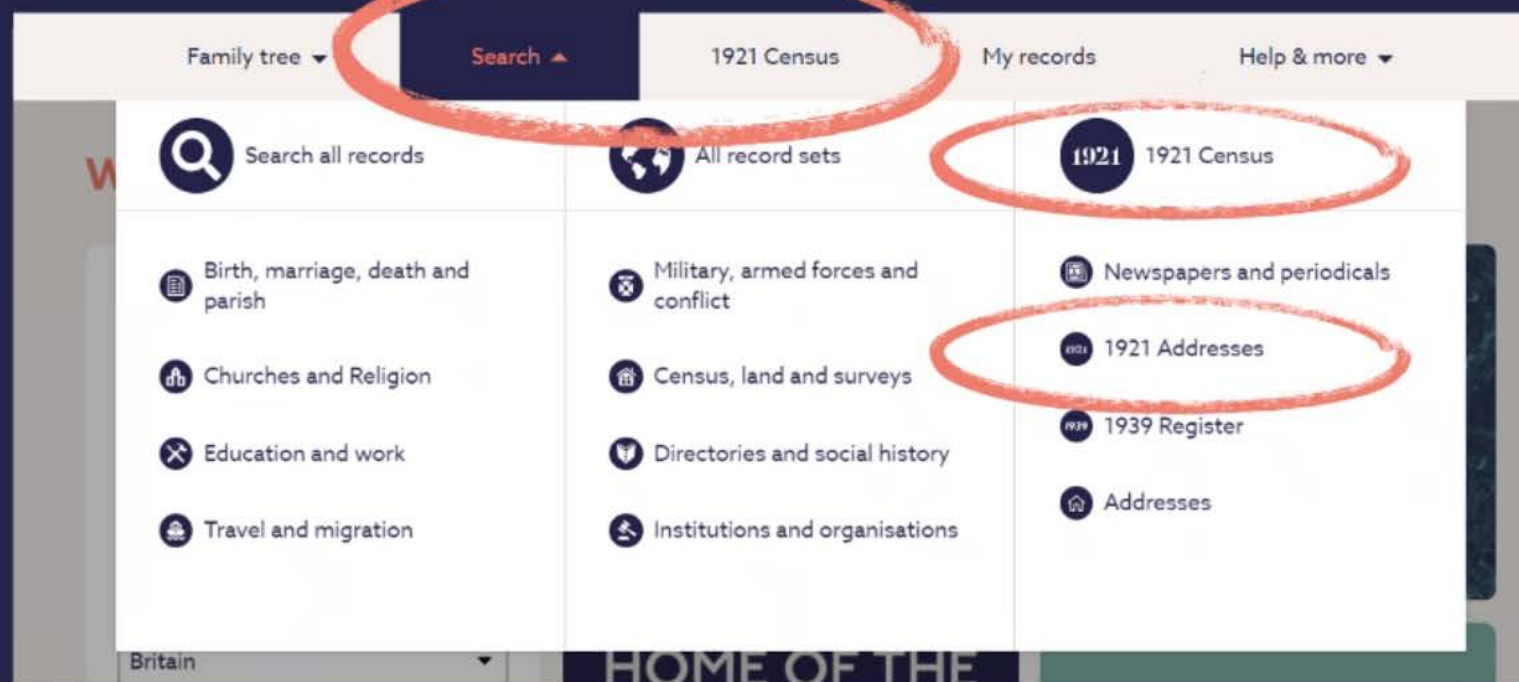 Family tree
Search
1921 Census
My records
Help & more
Search all records
All record sets
1921
1921 Census
W
Birth, marriage, death and
parish
Churches and Religion
Education and work
Travel and migration
Military, armed forces and
conflict
Census, land and surveys
Directories and social history
Institutions and organisations
Newspapers and periodicals
1921
1921 Addresses
1939
1939 Register
Addresses
Britain
HOME OF THE